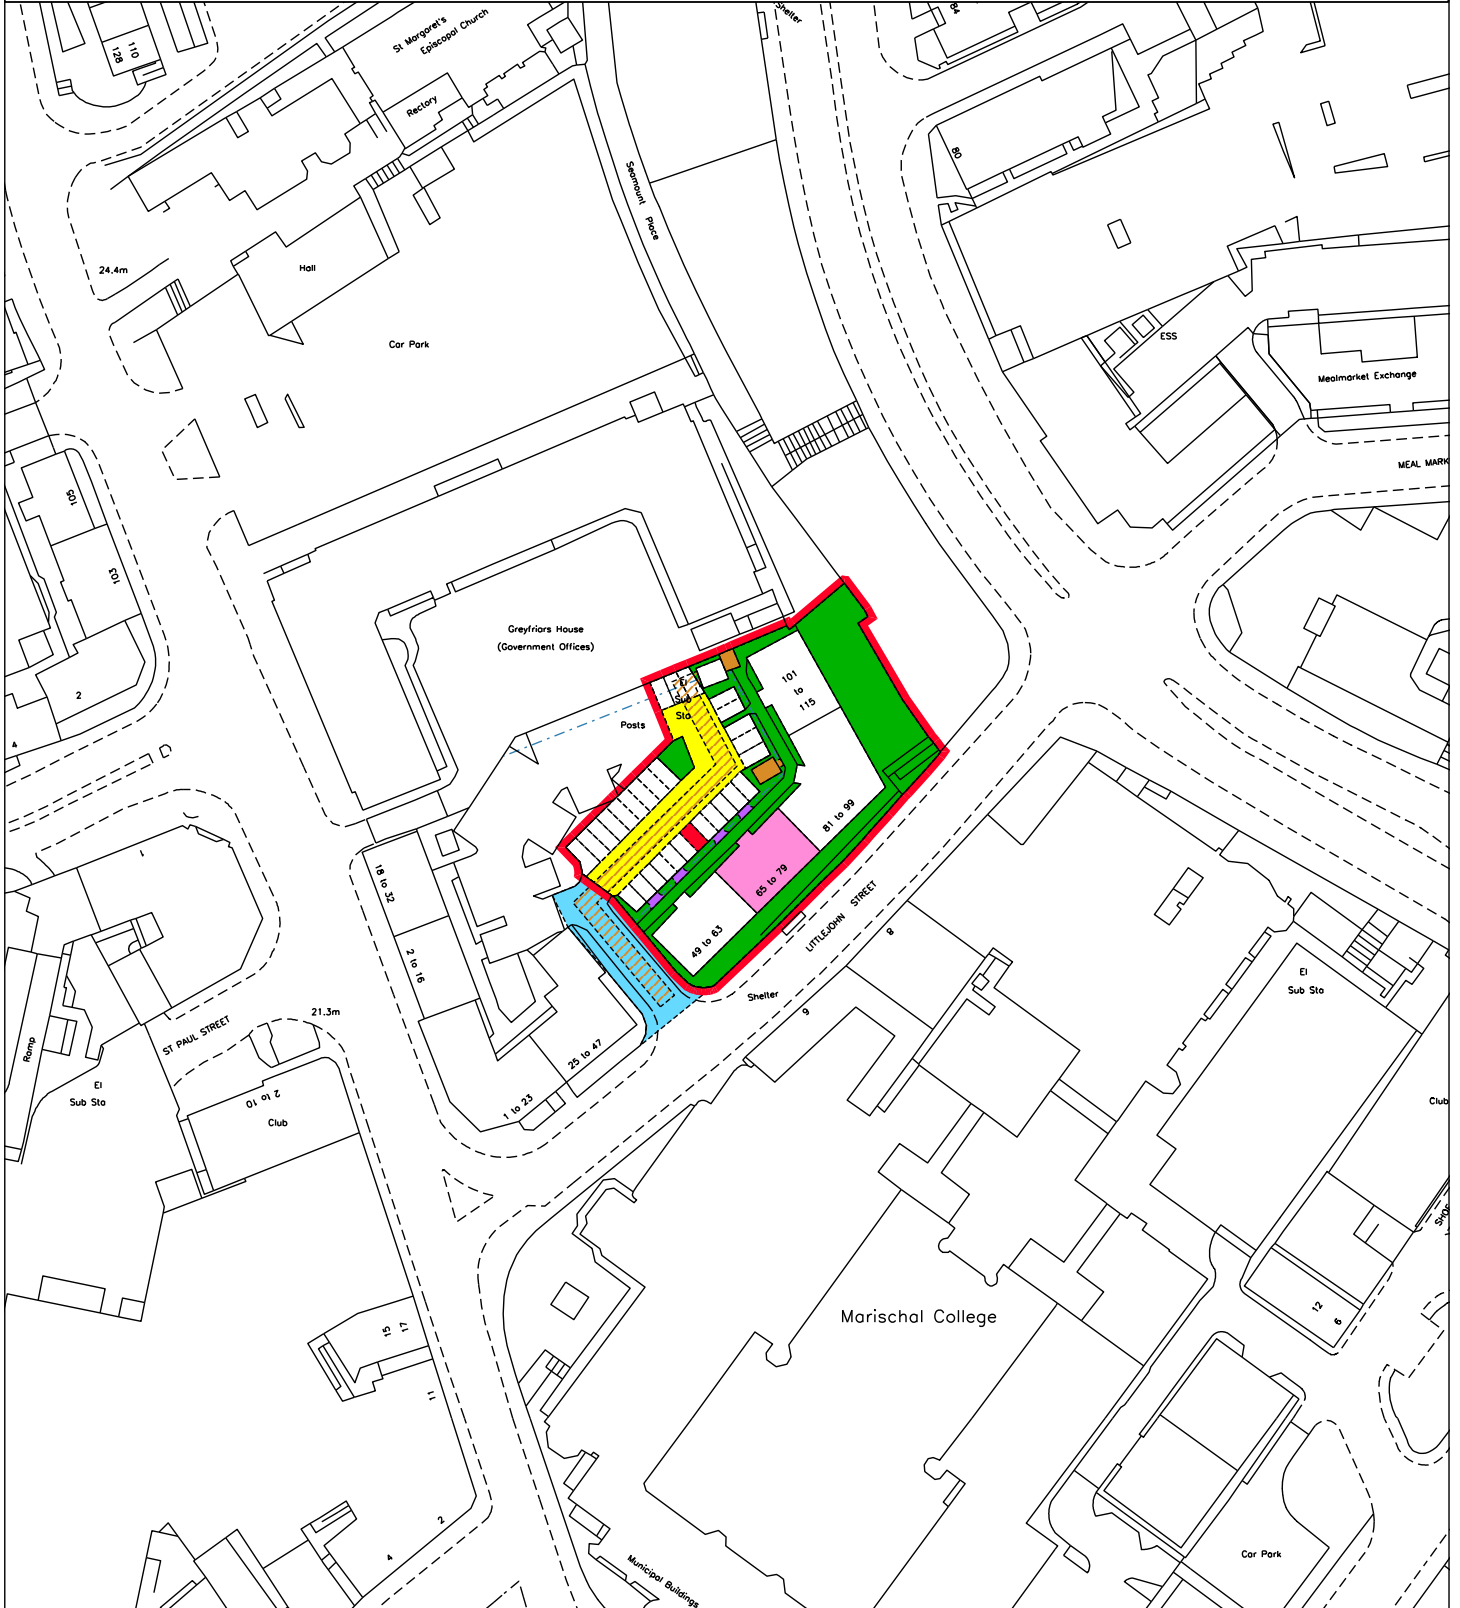 Shelter
84
St Margaret's
Episcopal Church
110
128
Rectory
80
Seamount Place
24.4m
Hall
Car Park
ESS
Mealmarket Exchange
MEAL MARK
105
103
Greyfriars House
(Government Offices)
2
4
101
to
115
El
Sub
Sta
Posts
81 to 99
65 to 79
49 to 63
LITTLEJOHN STREET
18 to 32
2 to 16
8
9
Shelter
El
Sub Sta
21.3m
ST PAUL STREET
Ramp
El
Sub Sta
2 to 10
Club
25 to 47
1 to 23
Club
SHOE
12
6
Marischal College
17
15
11
2
4
Municipal Buildings
Car Park